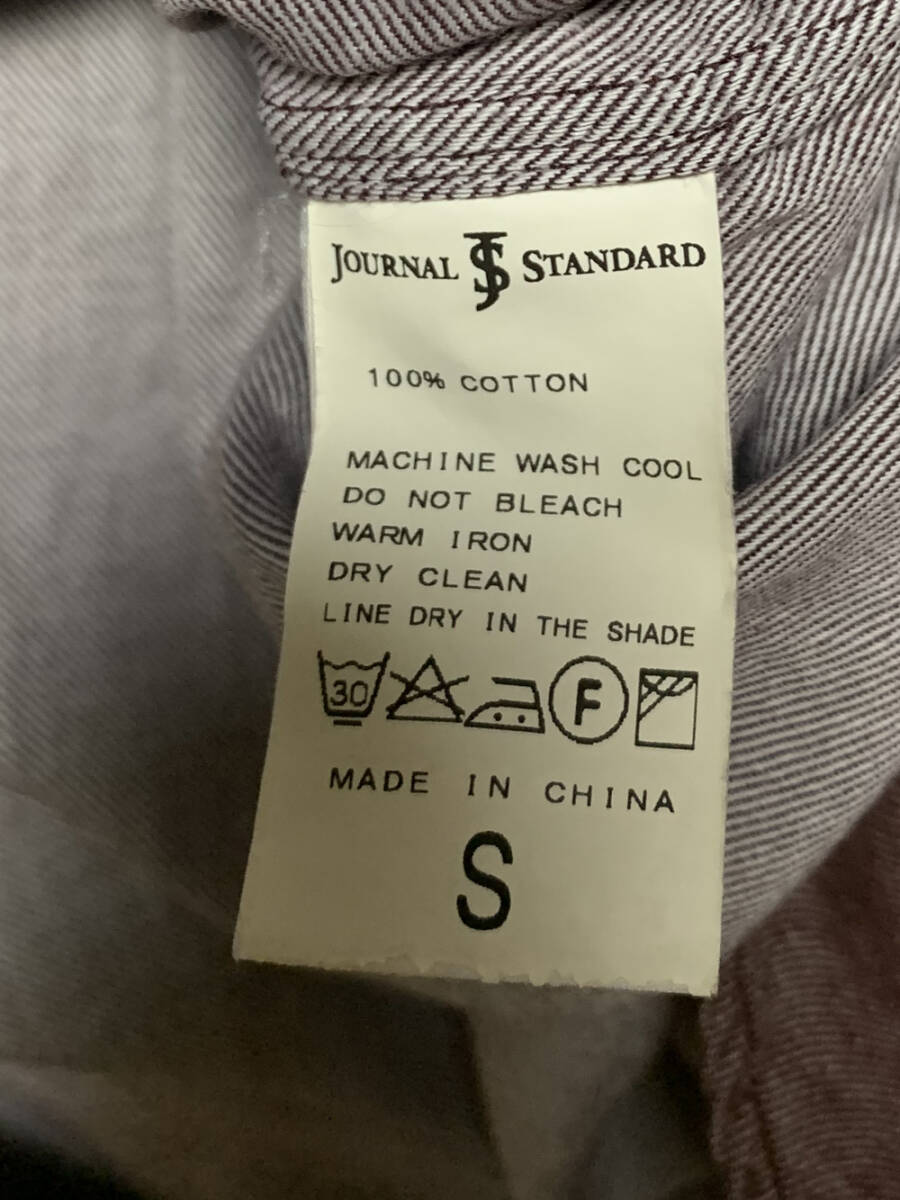 JOURNAL JS STANDARD
100% COTTON
MACHINE WASH COOL
DO NOT BLEACH
WARM IRON
DRY CLEAN
LINE DRY IN THE SHADE
30 F
MADE IN CHINA
S